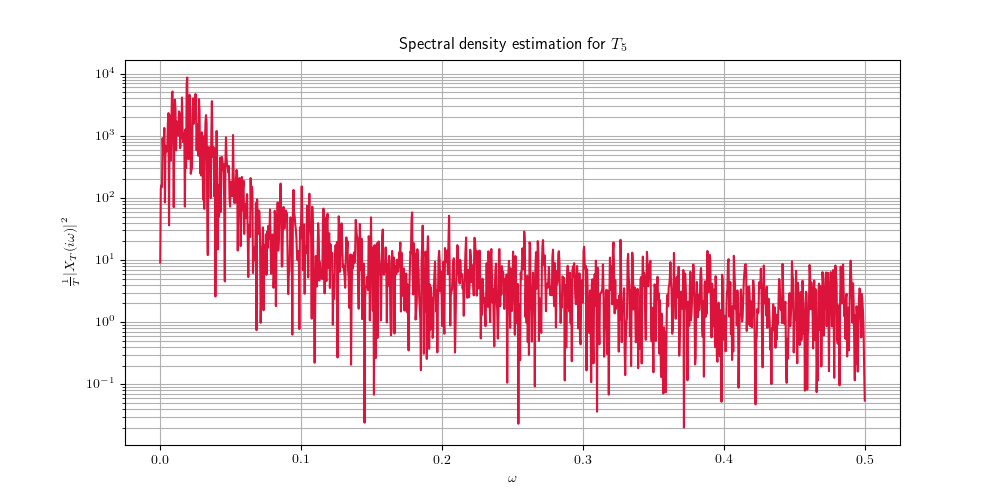 Spectral density estimation for $T_5$
$\frac{1}{T}|X_T(i\omega)|^2$
$10^4$
$10^3$
$10^2$
$10^1$
$10^0$
$10^{-1}$
0.0 0.1 0.2 0.3 0.4 0.5
$\omega$